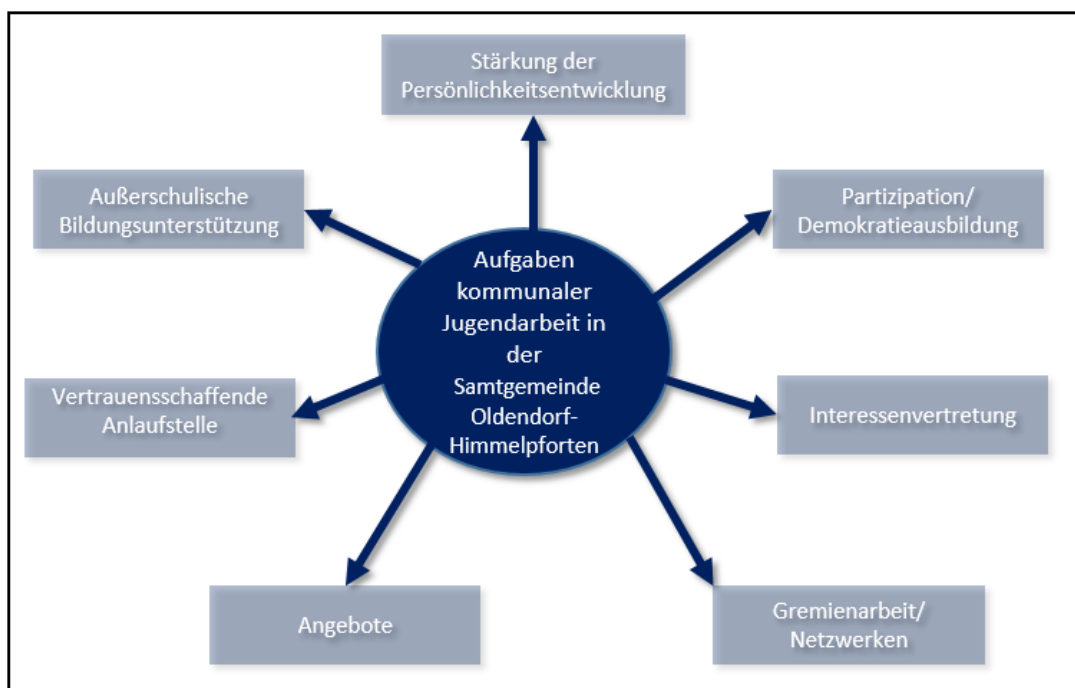 Stärkung der
Persönlichkeitsentwicklung
Außerschulische
Bildungsunterstützung
Partizipation/
Demokratieausbildung
Aufgaben
kommunaler
Jugendarbeit in
der
Samtgemeinde
Oldendorf-
Himmelpforten
Vertrauensschaffende
Anlaufstelle
Interessenvertretung
Angebote
Gremienarbeit/
Netzwerken